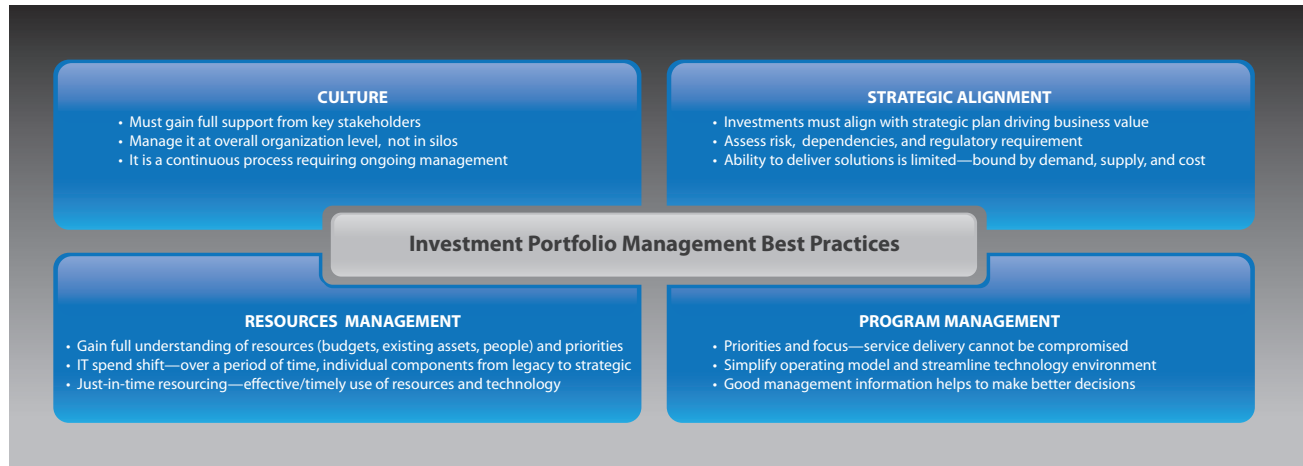 CULTURE
• Must gain full support from key stakeholders
• Manage it at overall organization level, not in silos
• It is a continuous process requiring ongoing management
STRATEGIC ALIGNMENT
• Investments must align with strategic plan driving business value
• Assess risk, dependencies, and regulatory requirement
• Ability to deliver solutions is limited—bound by demand, supply, and cost
Investment Portfolio Management Best Practices
RESOURCES MANAGEMENT
• Gain full understanding of resources (budgets, existing assets, people) and priorities
• IT spend shift—over a period of time, individual components from legacy to strategic
• Just-in-time resourcing—effective/timely use of resources and technology
PROGRAM MANAGEMENT
• Priorities and focus—service delivery cannot be compromised
• Simplify operating model and streamline technology environment
• Good management information helps to make better decisions